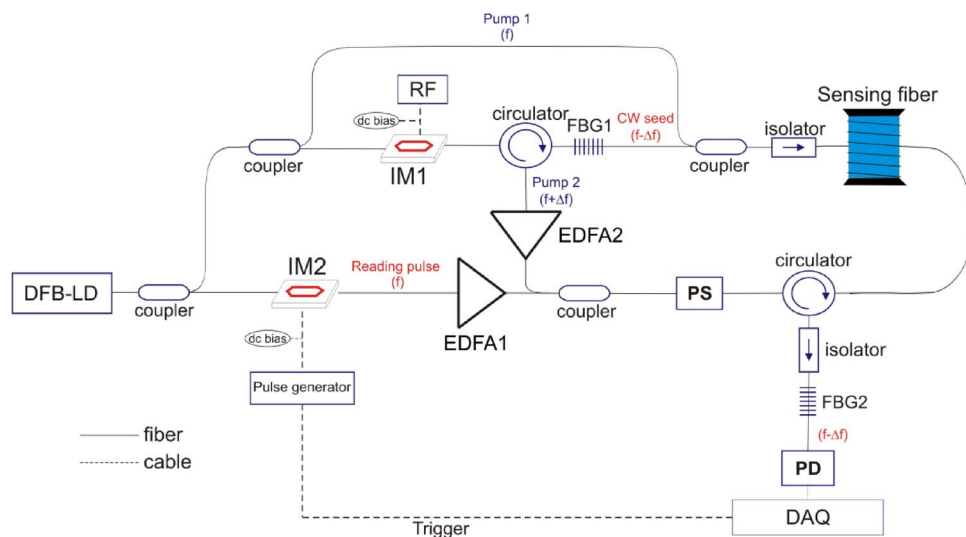 Pump 1
(f)
RF
dc bias
circulator
FBG1
CW seed
(f-Δf)
Sensing fiber
isolator
coupler
IM1
coupler
Pump 2
(f+Δf)
EDFA2
IM2
Reading pulse
(f)
circulator
DFB-LD
PS
coupler
coupler
dc bias
EDFA1
isolator
Pulse generator
FBG2
fiber
(f-Δf)
cable
PD
DAQ
Trigger